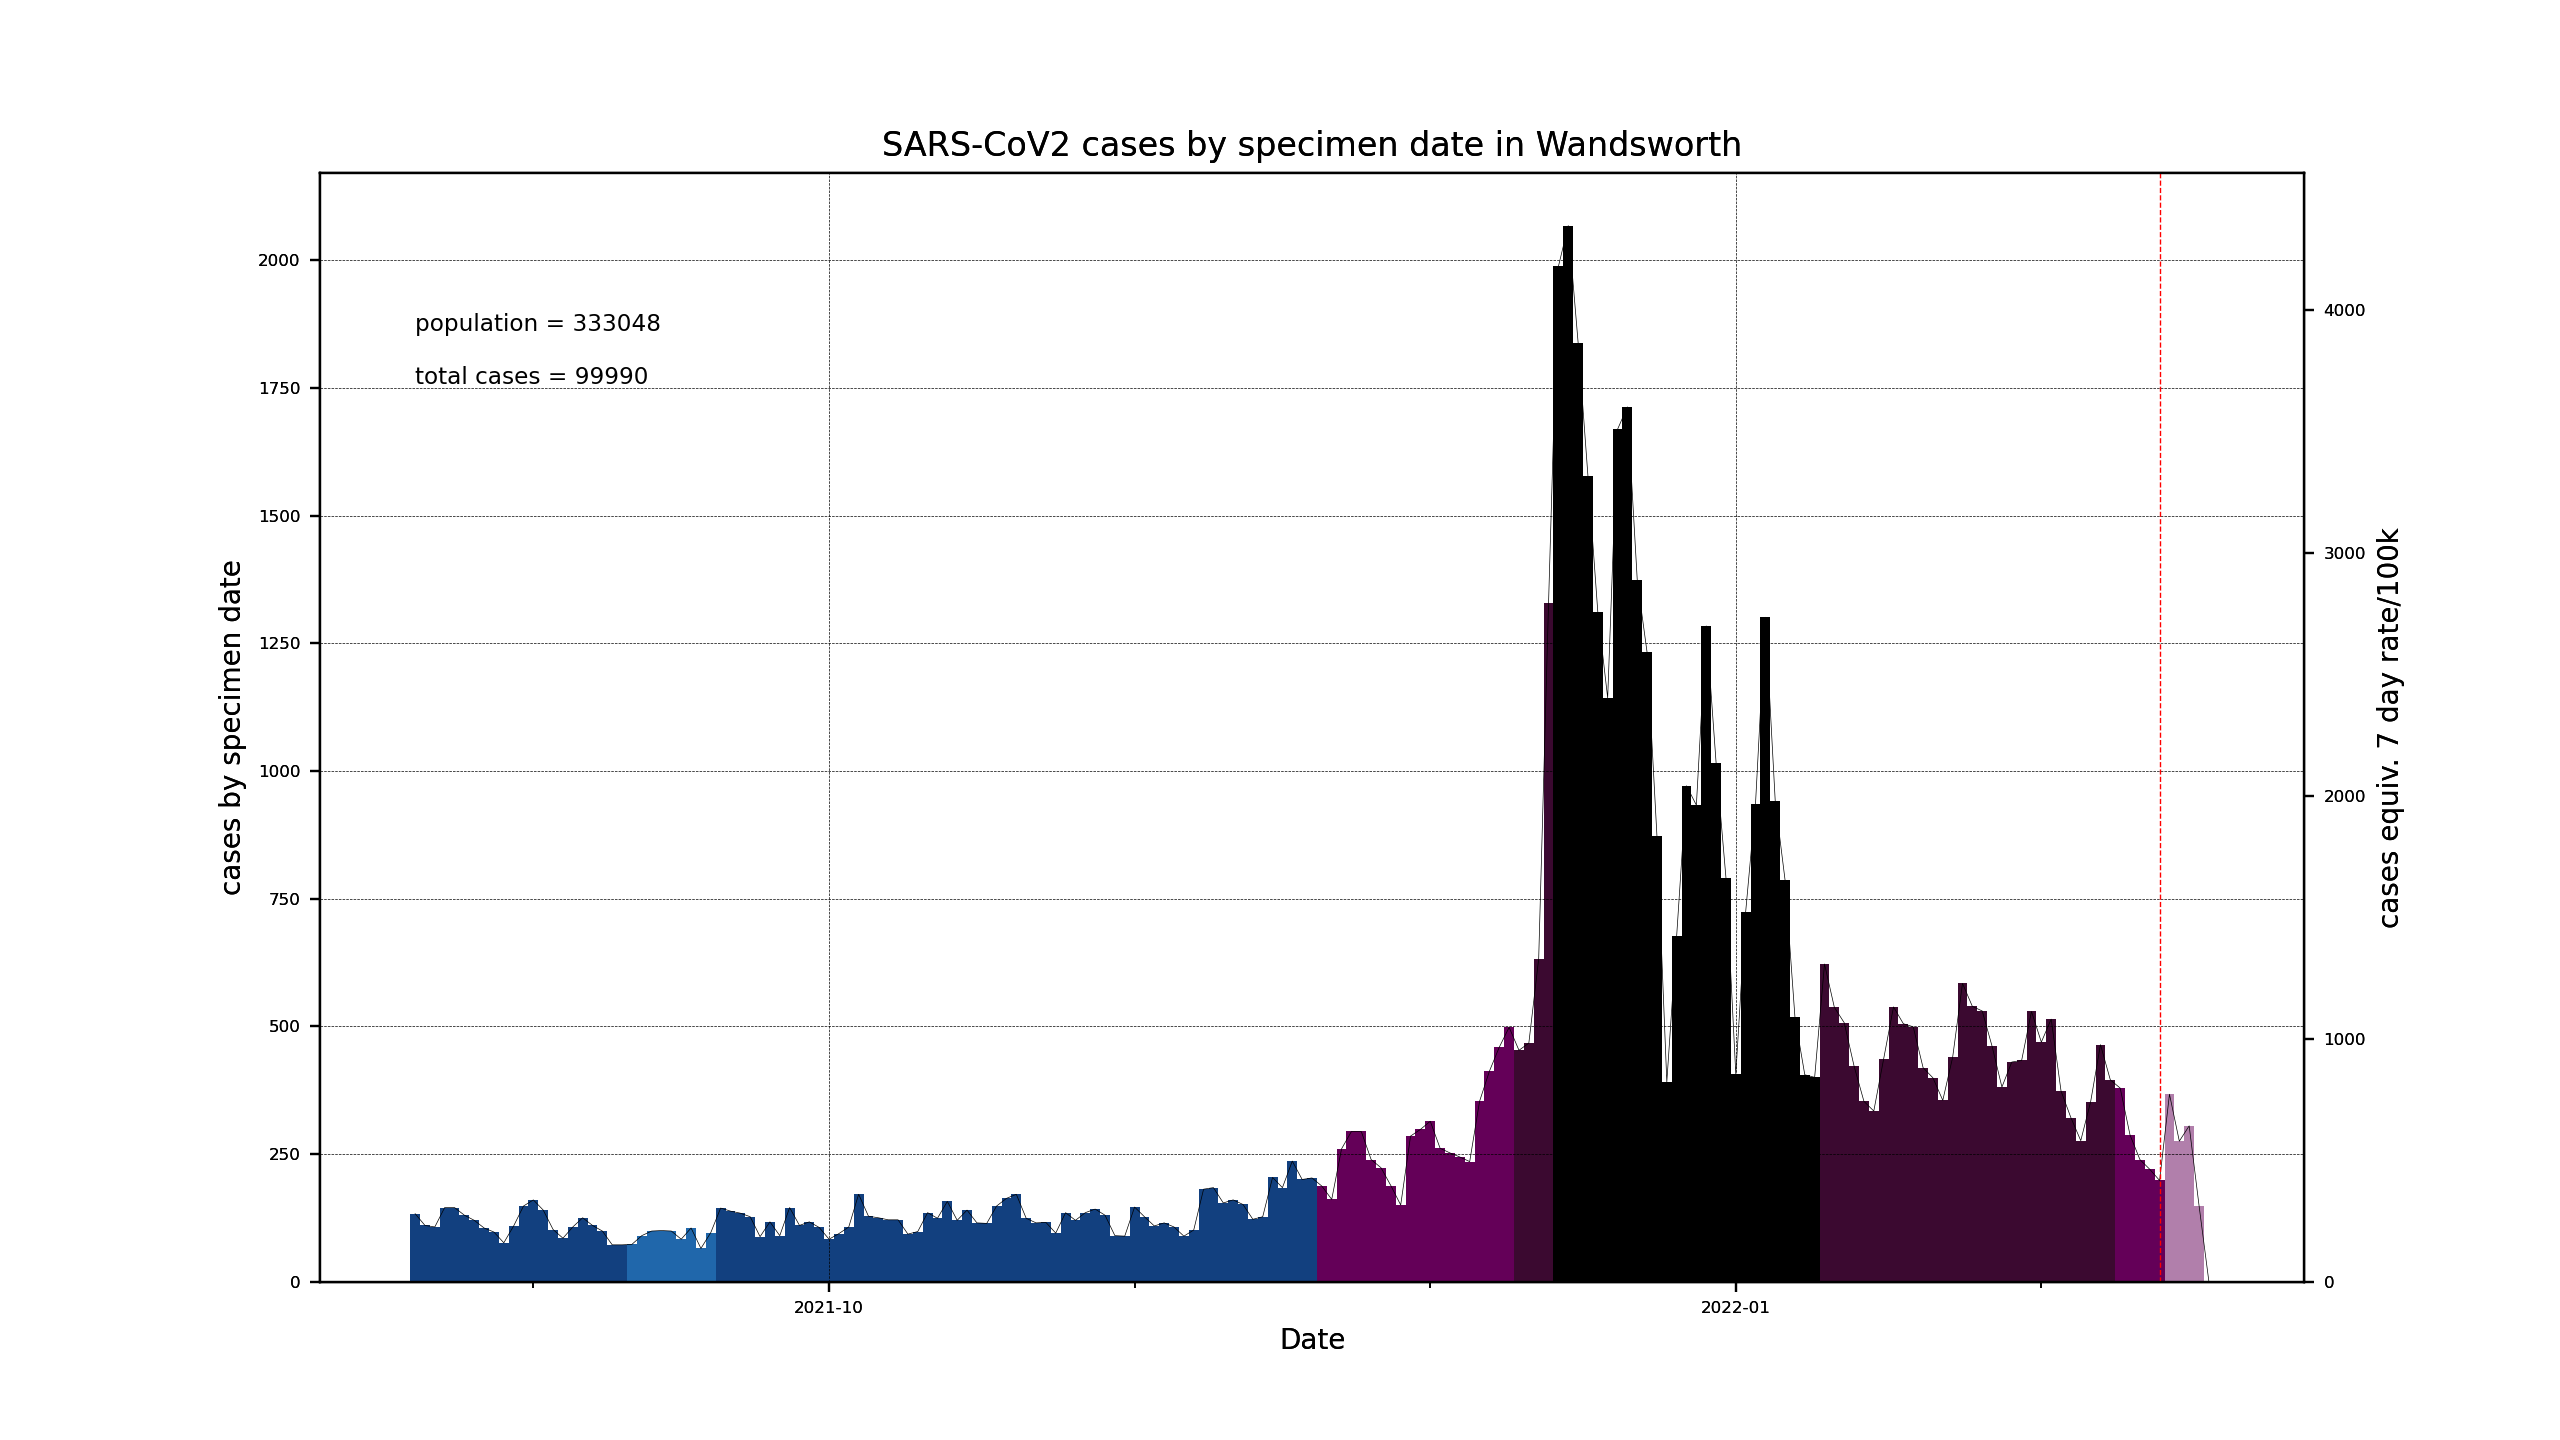 SARS-CoV2 cases by specimen date in Wandsworth
population = 333048
total cases = 99990
cases by specimen date
2000
1750
1500
1250
1000
750
500
250
0
4000
3000
2000
1000
0
cases equiv. 7 day rate/100k
2021-10
2022-01
Date